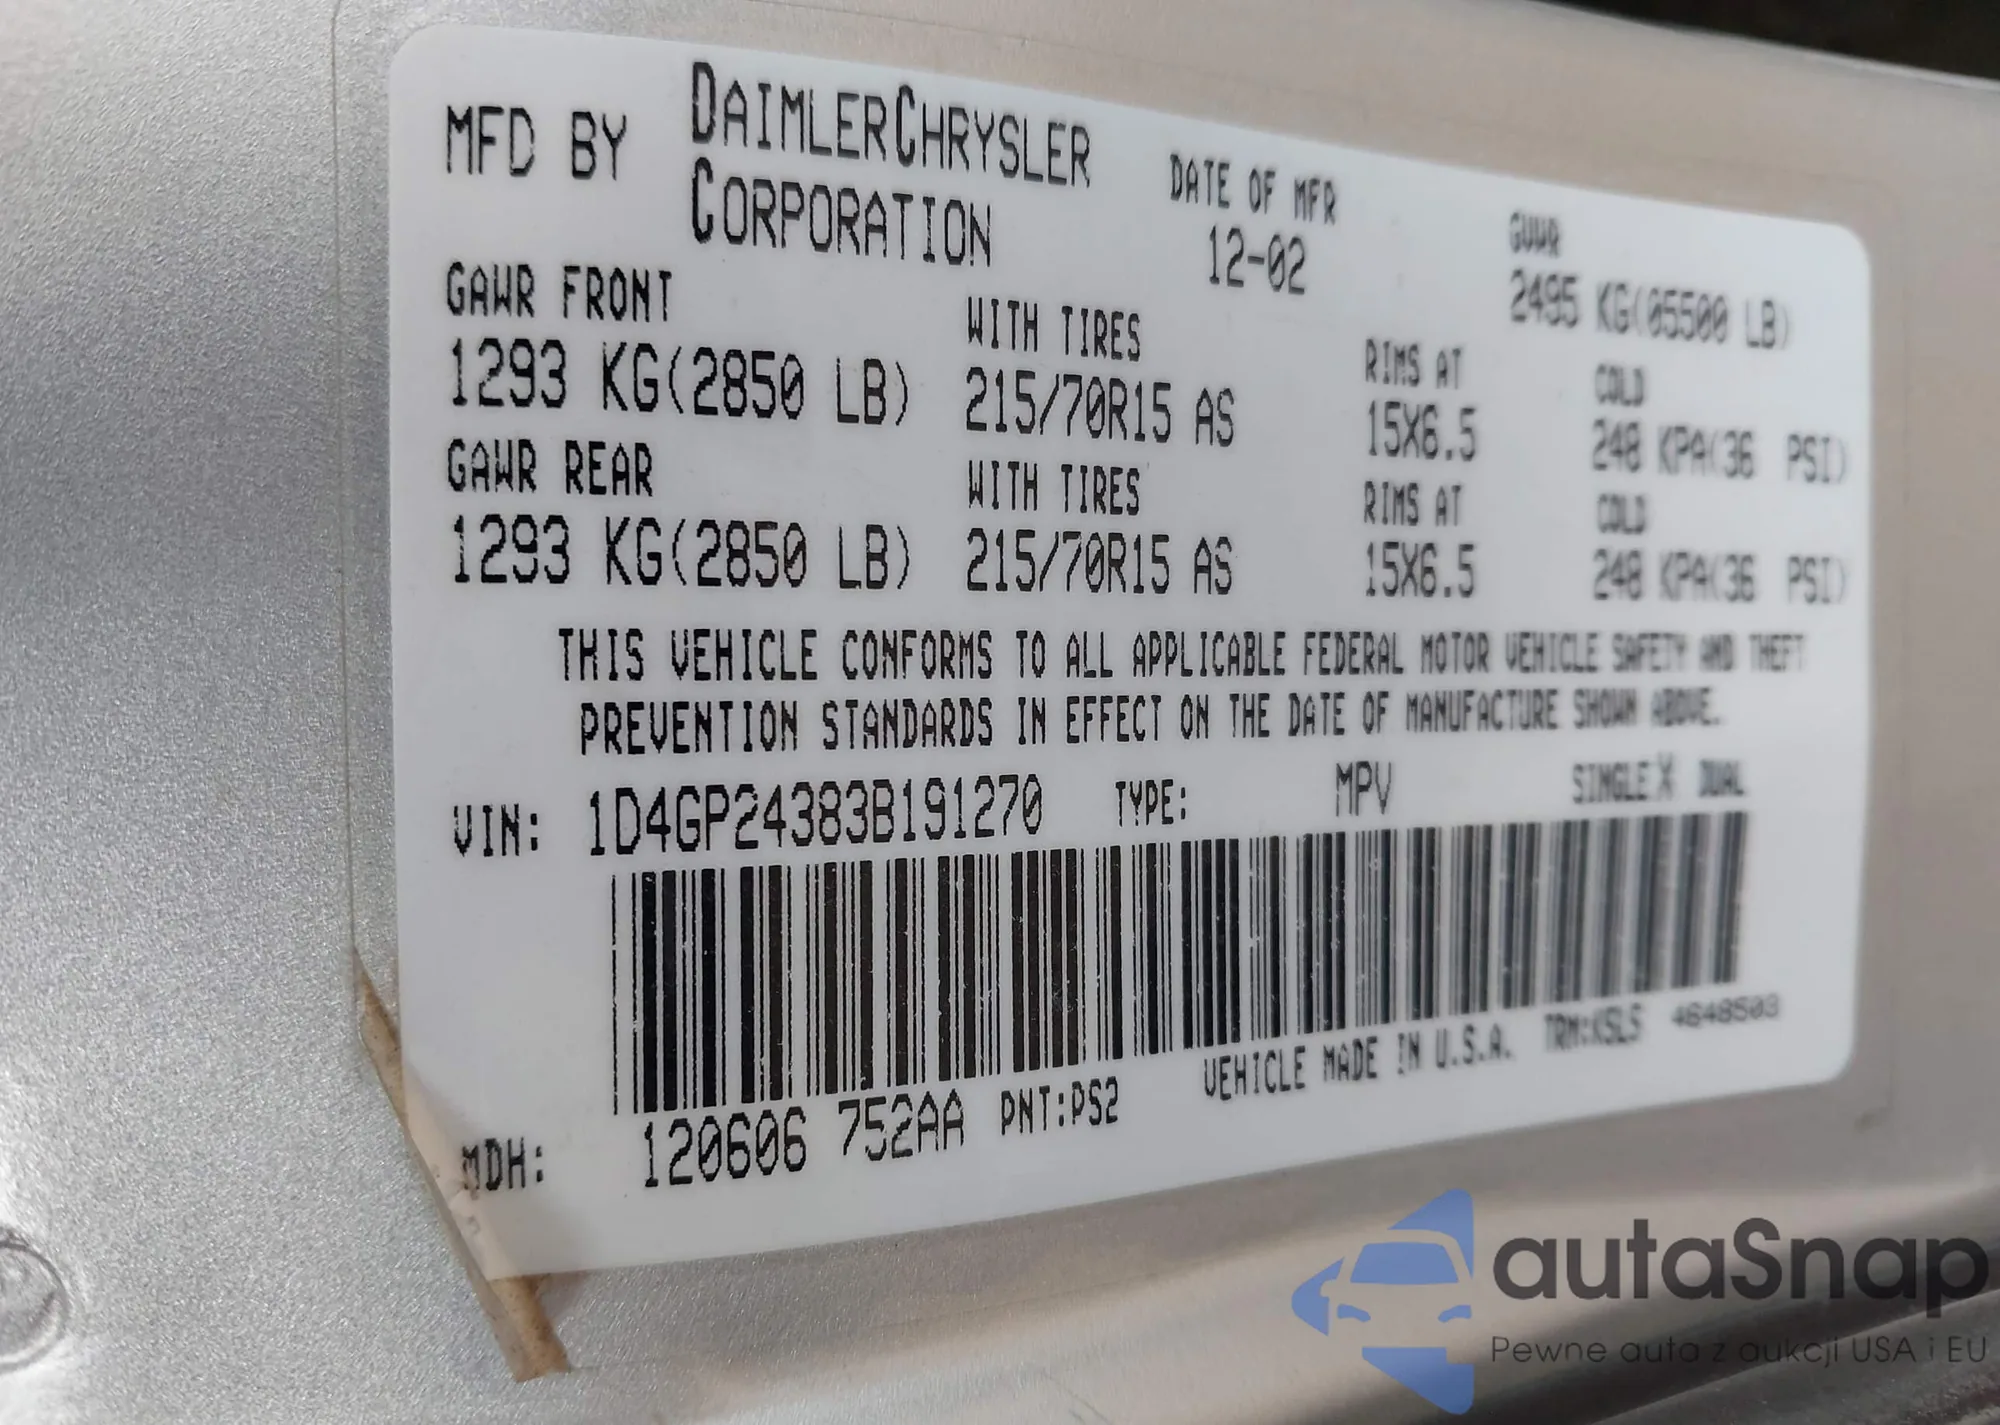 MFD BY DAIMLERCHRYSLER CORPORATION
DATE OF MFR
12-02
GVWR
2495 KG(05500 LB)
GAWR FRONT
1293 KG(2850 LB)
WITH TIRES
215/70R15 AS
RIMS AT
15X6.5
COLD
248 KPA(36 PSI)
GAWR REAR
1293 KG(2850 LB)
WITH TIRES
215/70R15 AS
RIMS AT
15X6.5
COLD
248 KPA(36 PSI)
THIS VEHICLE CONFORMS TO ALL APPLICABLE FEDERAL MOTOR VEHICLE SAFETY AND THEFT
PREVENTION STANDARDS IN EFFECT ON THE DATE OF MANUFACTURE SHOWN ABOVE.
VIN: 1D4GP24383B191270 TYPE: MPV SINGLE X DUAL
MDH: 120606 752AA PNT:PS2 VEHICLE MADE IN U.S.A. TRM:KSLS 4648503
autaSnap
Pewne auta z aukcji USA i EU